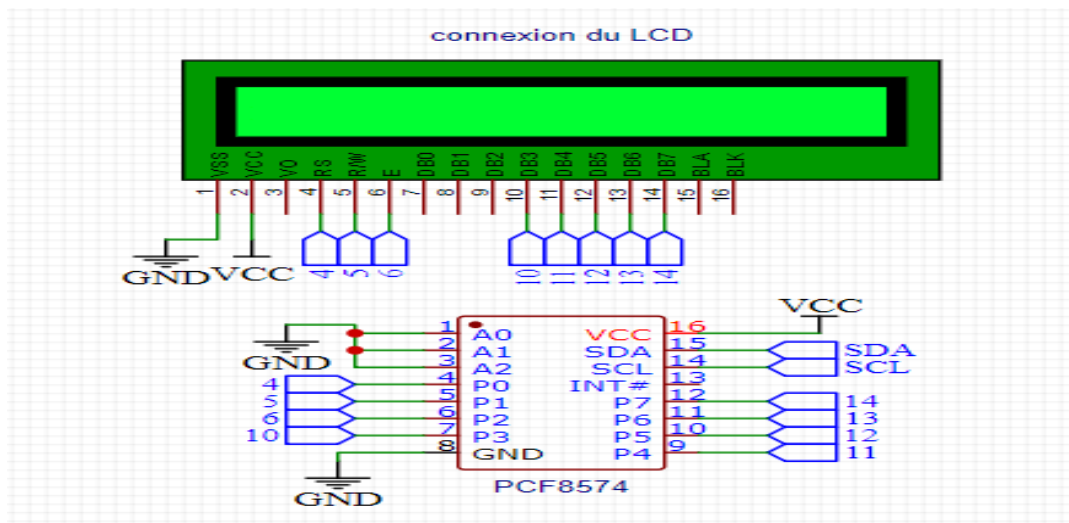 connexion du LCD
VSS VCC VO RS R/W E DB0 DB1 DB2 DB3 DB4 DB5 DB6 DB7 BLA BLK
1 2 3 4 5 6 7 8 9 10 11 12 13 14 15 16
GND VCC 4 5 6 10 11 12 13 14
VCC
1 A0 VCC 16
2 A1 SDA 15 SDA
GND 3 A2 SCL 14 SCL
4 4 P0 INT# 13
5 5 P1 P7 12 14
6 6 P2 P6 11 13
10 7 P3 P5 10 12
8 GND P4 9 11
GND
PCF8574